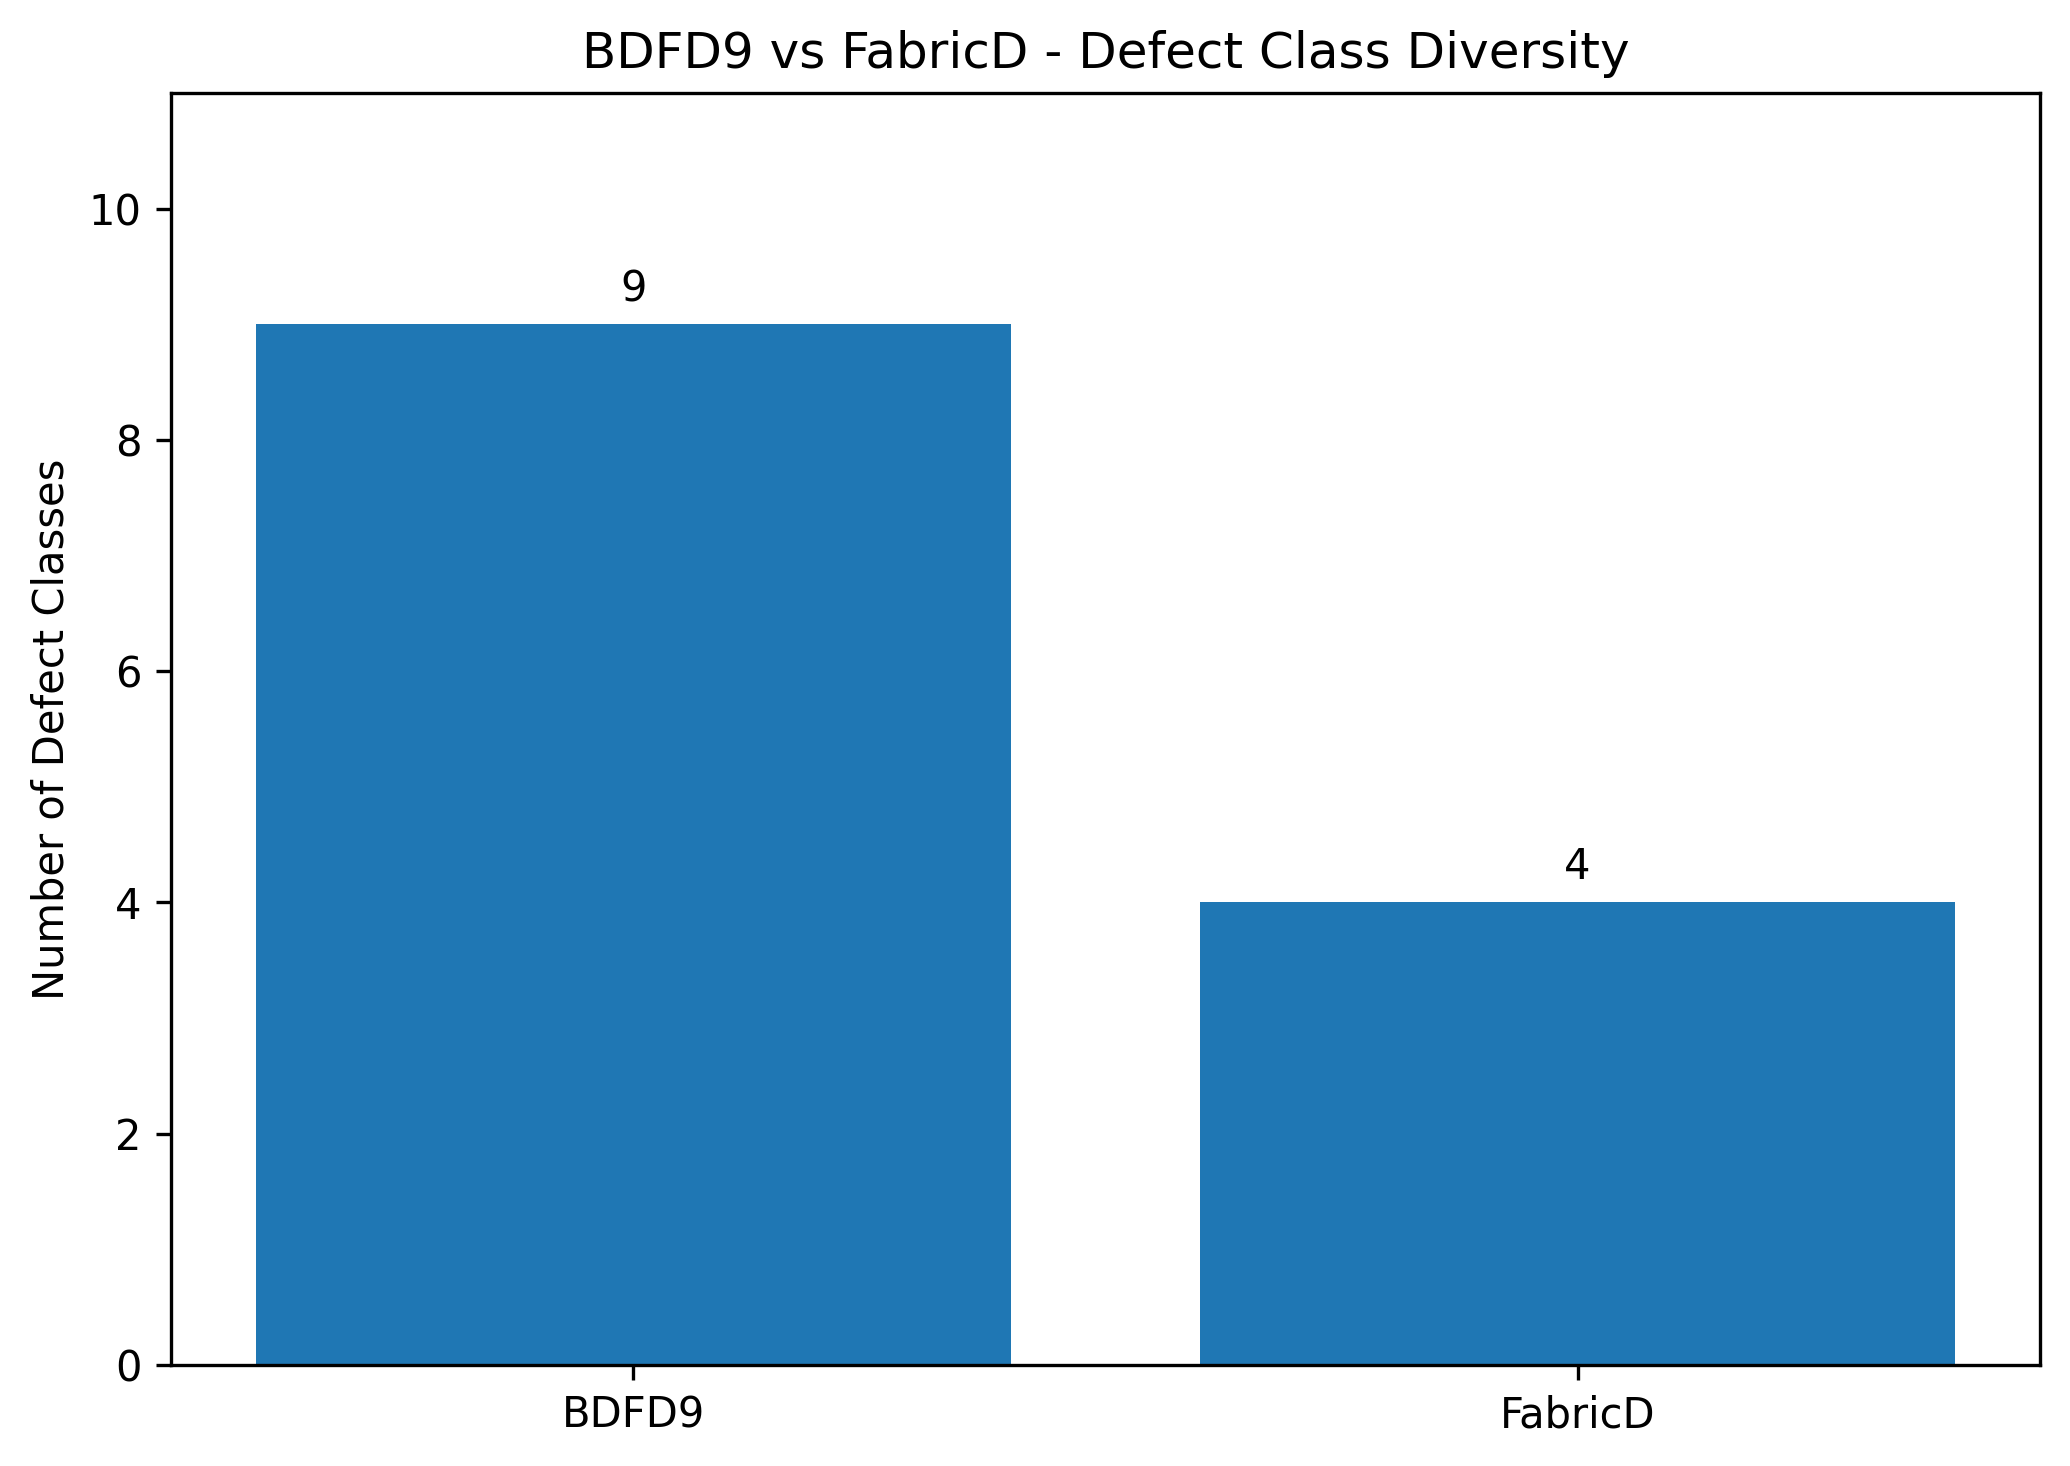 BDFD9 vs FabricD - Defect Class Diversity
Number of Defect Classes
10
8
6
4
2
0
9
4
BDFD9
FabricD